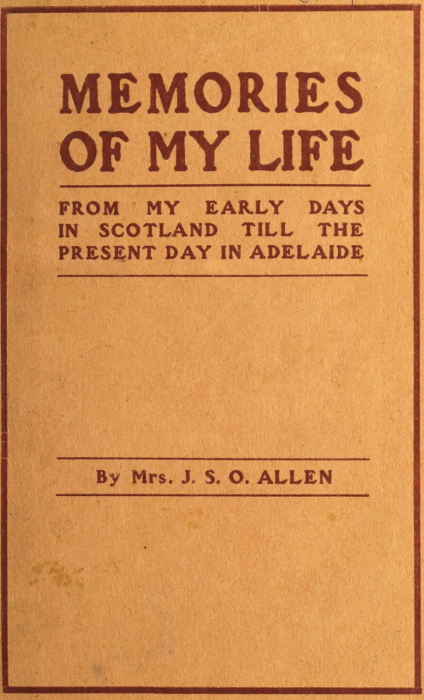 MEMORIES
OF MY LIFE
FROM MY EARLY DAYS
IN SCOTLAND TILL THE
PRESENT DAY IN ADELAIDE
By Mrs. J. S. O. ALLEN